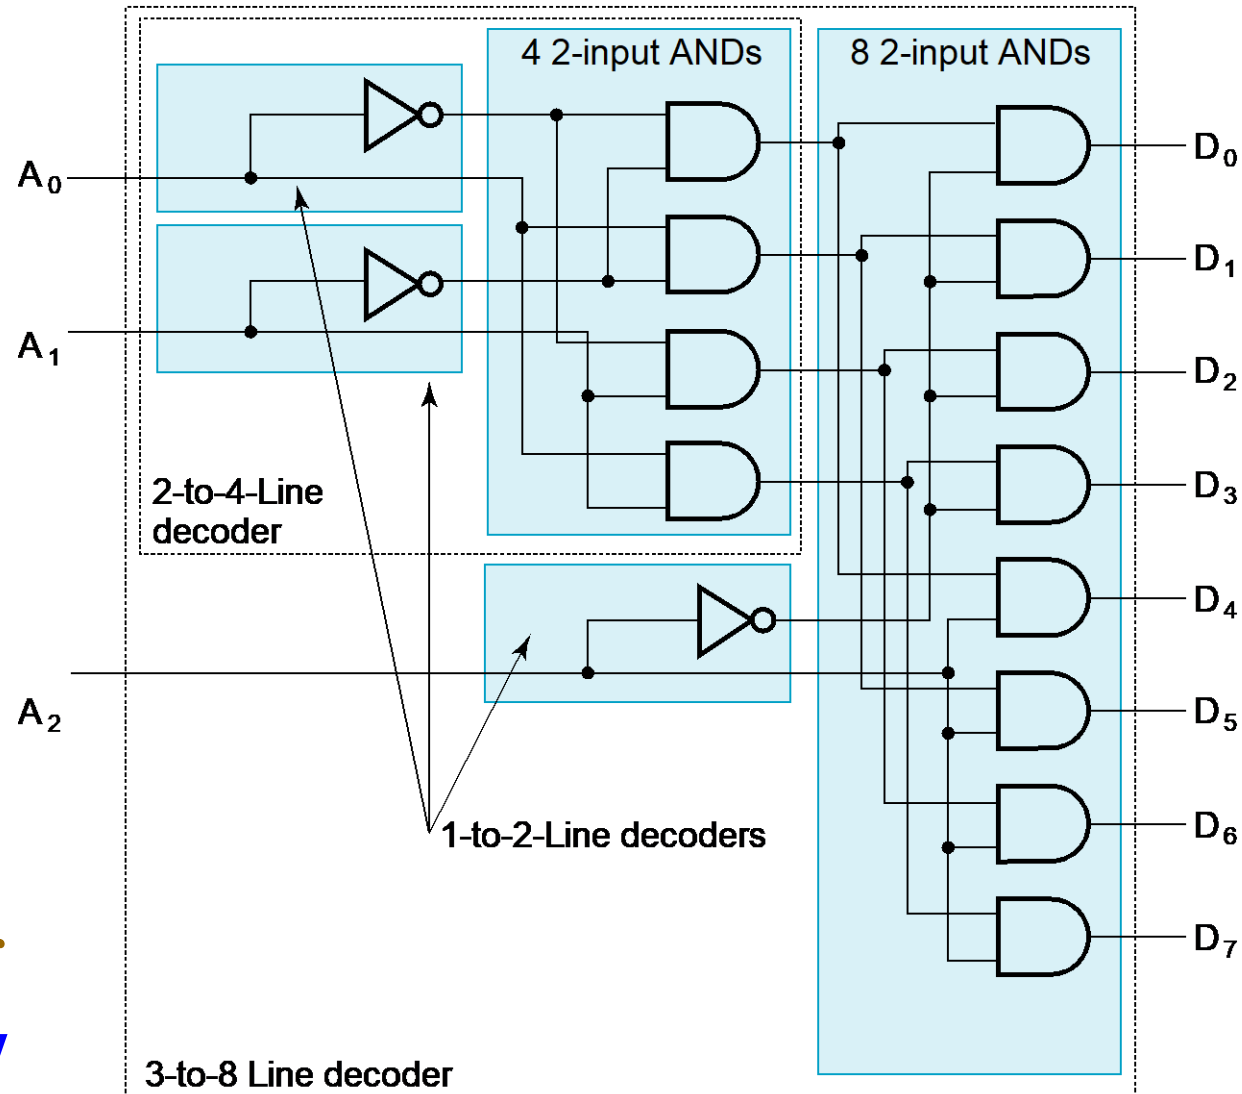 4 2-input ANDs
8 2-input ANDs
A0
A1
A2
2-to-4-Line
decoder
1-to-2-Line decoders
3-to-8 Line decoder
D0
D1
D2
D3
D4
D5
D6
D7